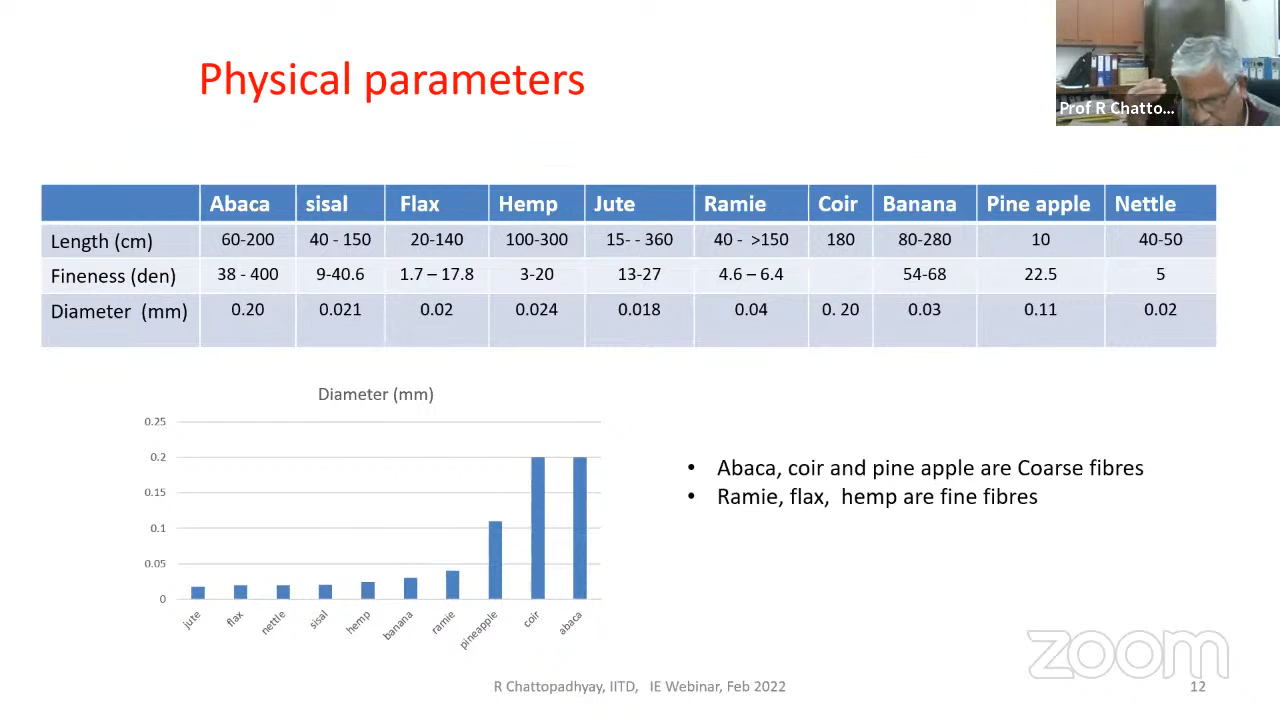 Physical parameters
Prof R Chatto...
Abaca sisal Flax Hemp Jute Ramie Coir Banana Pine apple Nettle
Length (cm) 60-200 40 - 150 20-140 100-300 15- - 360 40 - >150 180 80-280 10 40-50
Fineness (den) 38 - 400 9-40.6 1.7 – 17.8 3-20 13-27 4.6 – 6.4 54-68 22.5 5
Diameter (mm) 0.20 0.021 0.02 0.024 0.018 0.04 0. 20 0.03 0.11 0.02
Diameter (mm)
0.25
0.2
0.15
0.1
0.05
0
jute flax nettle sisal hemp banana ramie pineapple coir abaca
• Abaca, coir and pine apple are Coarse fibres
• Ramie, flax, hemp are fine fibres
zoom
R Chattopadhyay, IITD, IE Webinar, Feb 2022
12